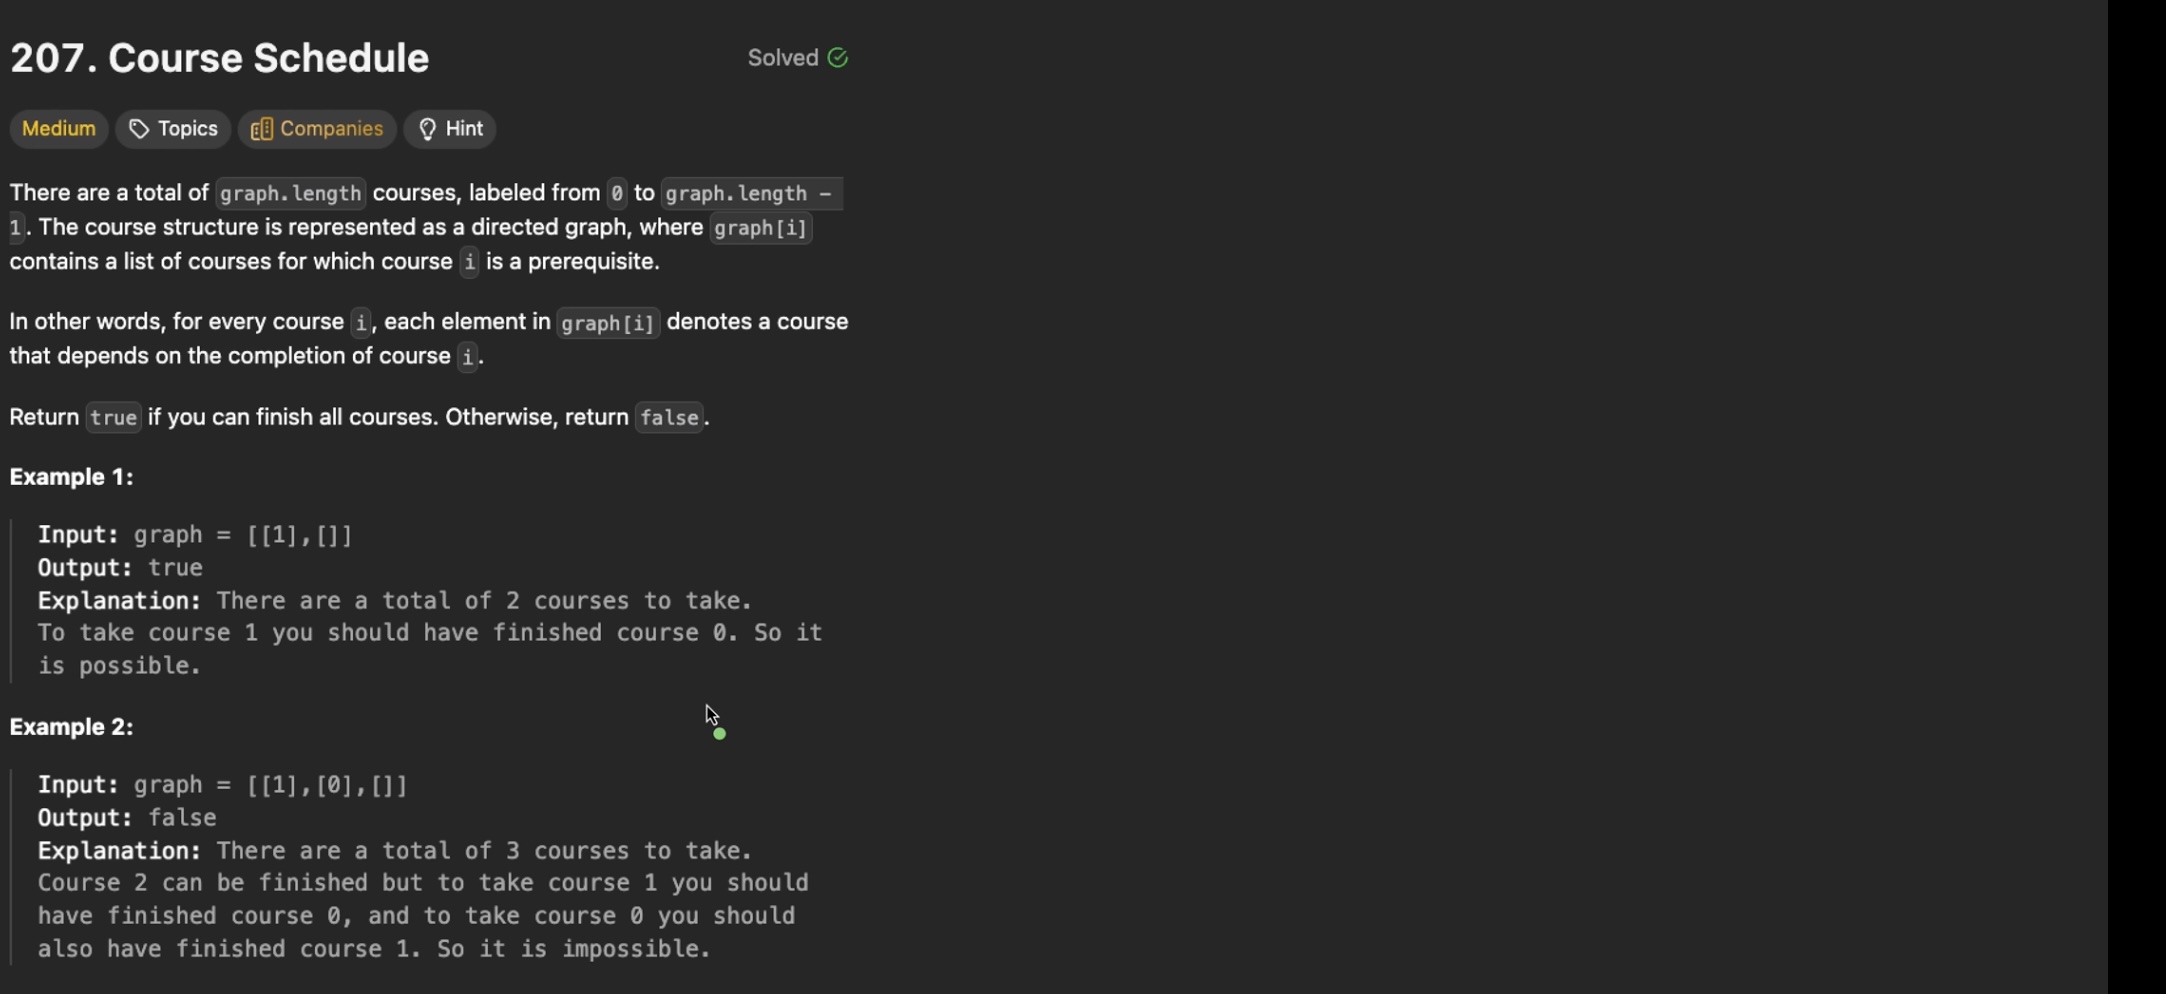 207. Course Schedule
Solved
Medium Topics Companies Hint
There are a total of graph.length courses, labeled from 0 to graph.length -
1. The course structure is represented as a directed graph, where graph[i]
contains a list of courses for which course i is a prerequisite.
In other words, for every course i, each element in graph[i] denotes a course
that depends on the completion of course i.
Return true if you can finish all courses. Otherwise, return false.
Example 1:
Input: graph = [[1],[]]
Output: true
Explanation: There are a total of 2 courses to take.
To take course 1 you should have finished course 0. So it
is possible.
Example 2:
Input: graph = [[1],[0],[]]
Output: false
Explanation: There are a total of 3 courses to take.
Course 2 can be finished but to take course 1 you should
have finished course 0, and to take course 0 you should
also have finished course 1. So it is impossible.